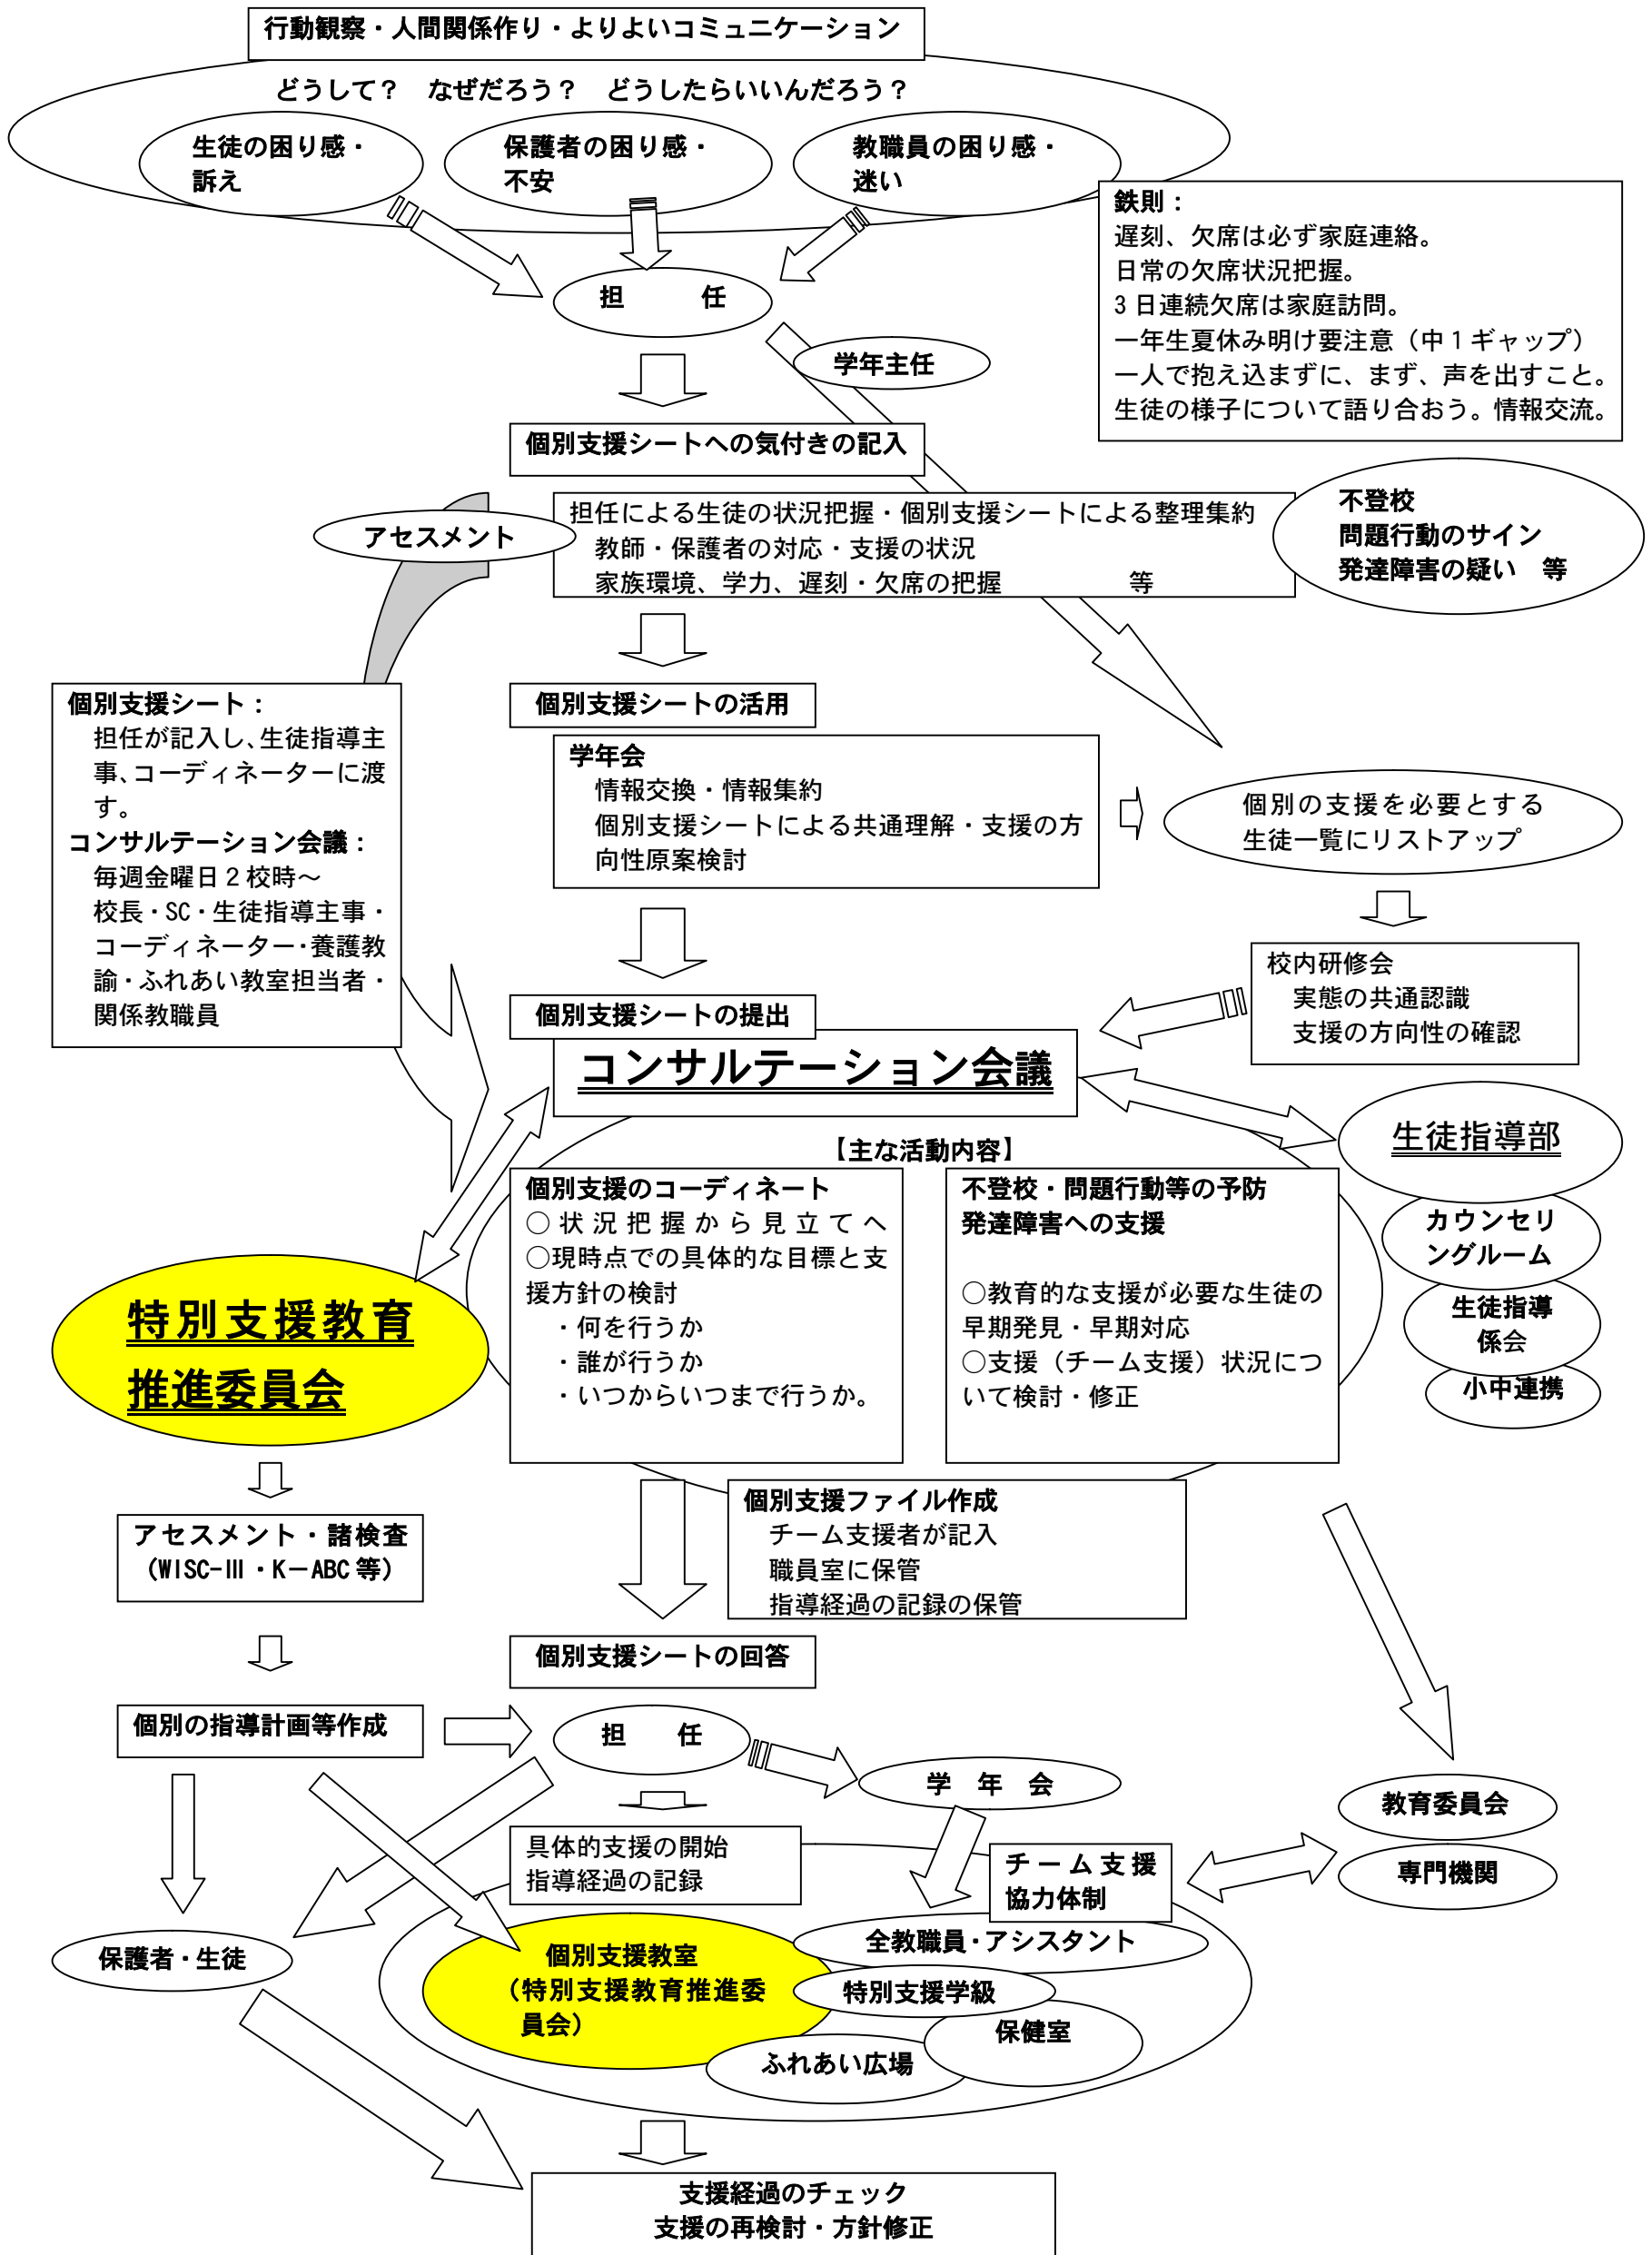 行動観察・人間関係作り・よりよいコミュニケーション
どうして？　なぜだろう？　どうしたらいいんだろう？
生徒の困り感・
訴え
保護者の困り感・
不安
教職員の困り感・
迷い
鉄則：
遅刻、欠席は必ず家庭連絡。
日常の欠席状況把握。
3日連続欠席は家庭訪問。
一年生夏休み明け要注意（中１ギャップ）
一人で抱え込まずに、まず、声を出すこと。
生徒の様子について語り合おう。情報交流。
担　　　任
学年主任
個別支援シートへの気付きの記入
アセスメント
担任による生徒の状況把握・個別支援シートによる整理集約
教師・保護者の対応・支援の状況
家族環境、学力、遅刻・欠席の把握　　　　　等
不登校
問題行動のサイン
発達障害の疑い　等
個別支援シート：
担任が記入し、生徒指導主
事、コーディネーターに渡
す。
コンサルテーション会議：
毎週金曜日２校時～
校長・SC・生徒指導主事・
コーディネーター・養護教
諭・ふれあい教室担当者・
関係教職員
個別支援シートの活用
学年会
情報交換・情報集約
個別支援シートによる共通理解・支援の方
向性原案検討
個別の支援を必要とする
生徒一覧にリストアップ
校内研修会
実態の共通認識
支援の方向性の確認
個別支援シートの提出
コンサルテーション会議
【主な活動内容】
個別支援のコーディネート
○状況把握から見立てへ
○現時点での具体的な目標と支
援方針の検討
・何を行うか
・誰が行うか
・いつからいつまで行うか。
不登校・問題行動等の予防
発達障害への支援
○教育的な支援が必要な生徒の
早期発見・早期対応
○支援（チーム支援）状況につ
いて検討・修正
生徒指導部
カウンセリ
ングルーム
生徒指導
係会
小中連携
特別支援教育
推進委員会
アセスメント・諸検査
（WISC-Ⅲ・K－ABC等）
個別支援ファイル作成
チーム支援者が記入
職員室に保管
指導経過の記録の保管
個別支援シートの回答
個別の指導計画等作成
担　　任
学　年　会
教育委員会
専門機関
具体的支援の開始
指導経過の記録
チーム支援
協力体制
保護者・生徒
個別支援教室
（特別支援教育推進委
員会）
全教職員・アシスタント
特別支援学級
保健室
ふれあい広場
支援経過のチェック
支援の再検討・方針修正